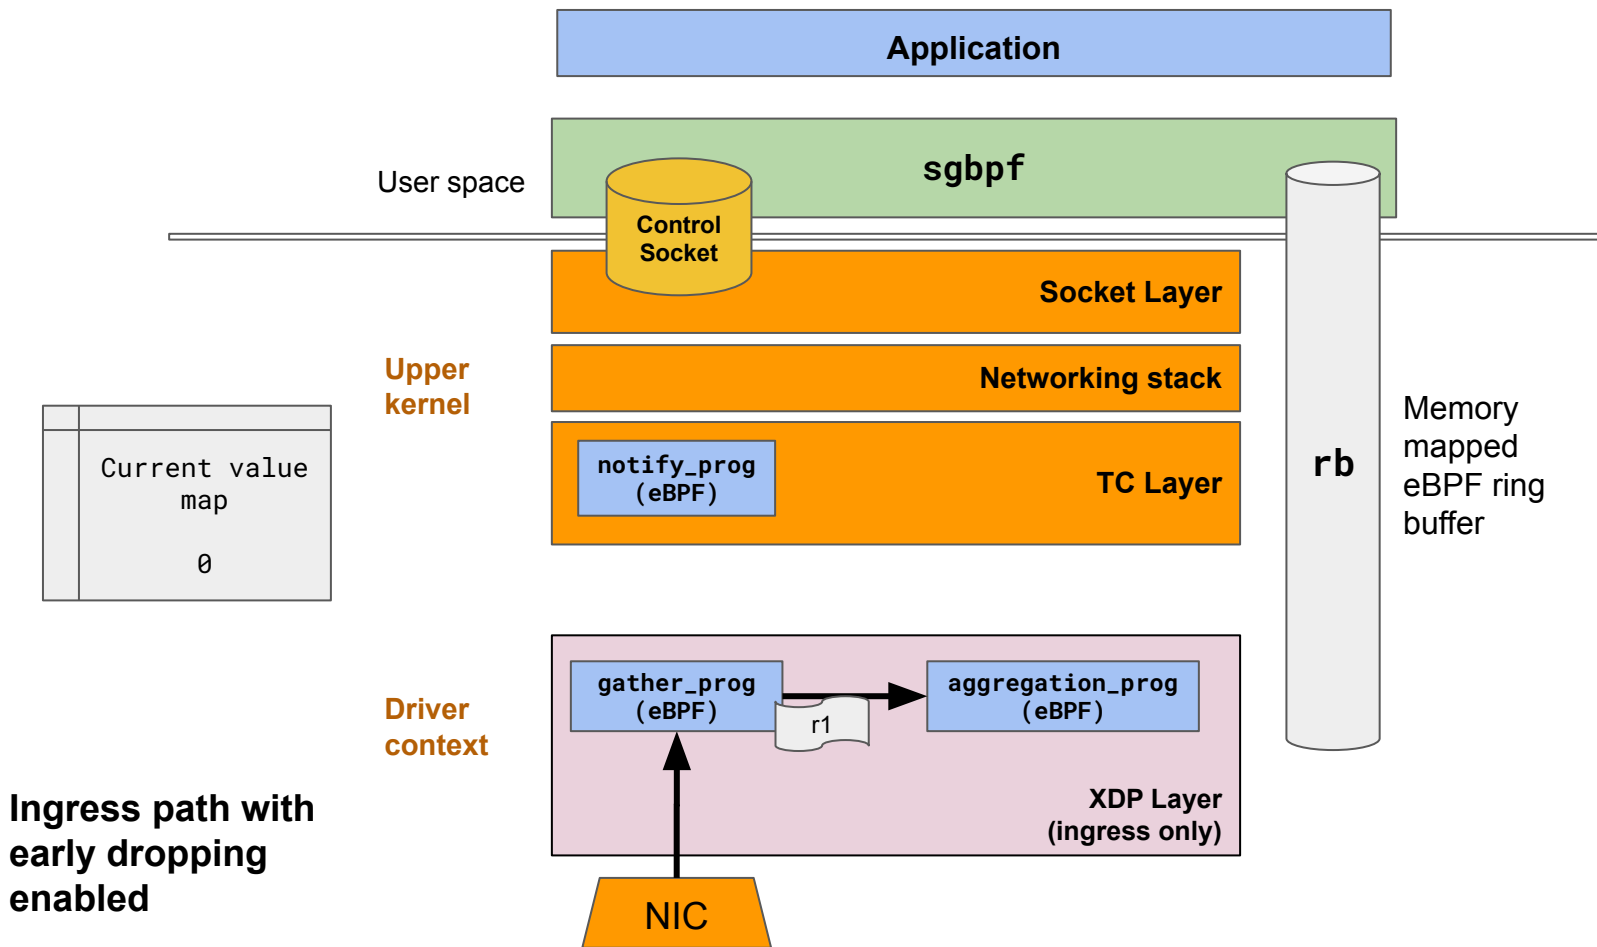 Application
sgbpf
User space
Control
Socket
Socket Layer
Upper
kernel
Networking stack
Current value
map
0
notify_prog
(eBPF)
TC Layer
rb
Memory
mapped
eBPF ring
buffer
Driver
context
gather_prog
(eBPF)
r1
aggregation_prog
(eBPF)
XDP Layer
(ingress only)
Ingress path with
early dropping
enabled
NIC